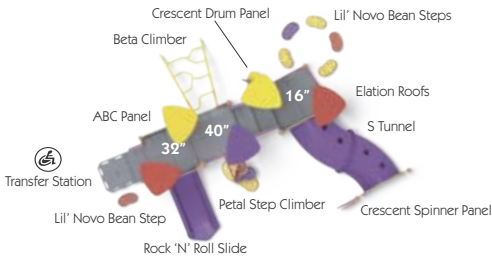 Crescent Drum Panel
Lil' Novo Bean Steps
Beta Climber
Elation Roofs
16"
ABC Panel
40"
S Tunnel
32"
Transfer Station
Petal Step Climber
Crescent Spinner Panel
Lil' Novo Bean Step
Rock 'N' Roll Slide